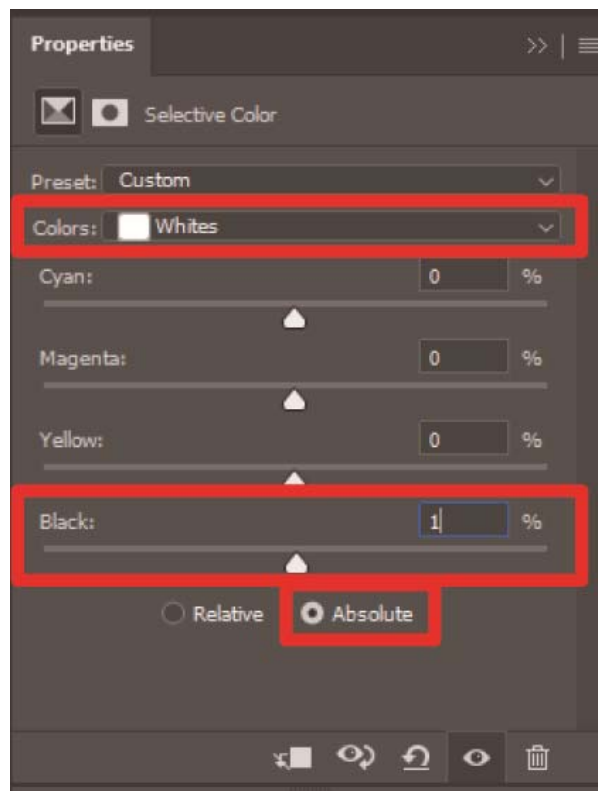 Properties
Selective Color
Preset: Custom
Colors: Whites
Cyan: 0 %
Magenta: 0 %
Yellow: 0 %
Black: 1 %
Relative Absolute